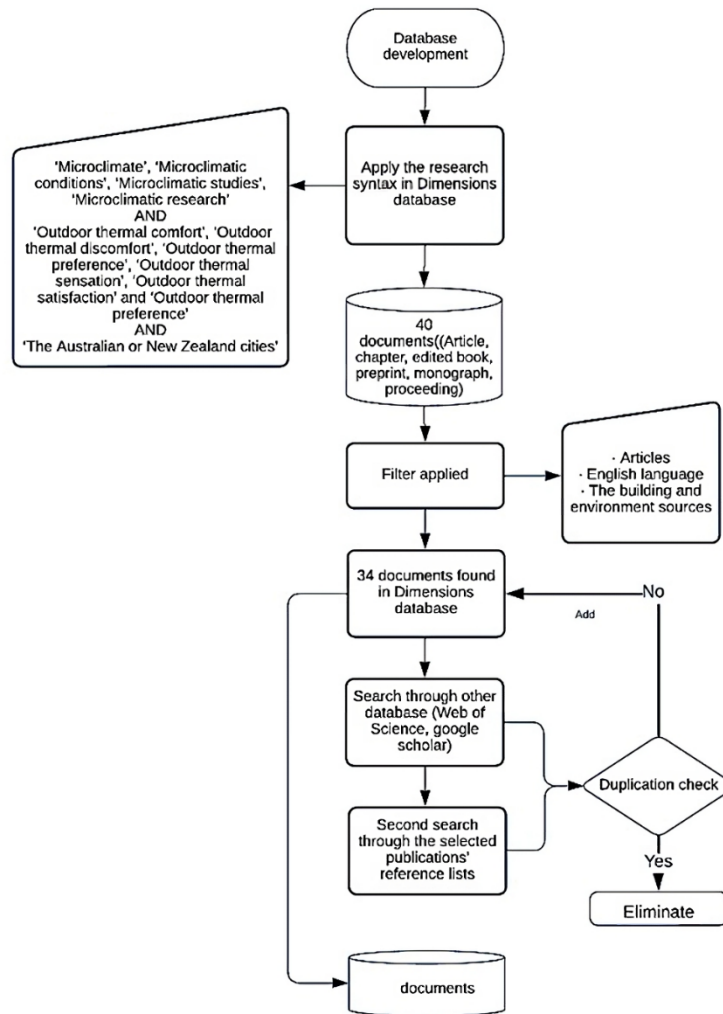 Database
development
Apply the research
syntax in Dimensions
database
'Microclimate', 'Microclimatic
conditions', 'Microclimatic studies',
'Microclimatic research'
AND
'Outdoor thermal comfort', 'Outdoor
thermal discomfort', 'Outdoor thermal
preference', 'Outdoor thermal
sensation', 'Outdoor thermal
satisfaction' and 'Outdoor thermal
preference'
AND
'The Australian or New Zealand cities'
40
documents((Article,
chapter, edited book,
preprint, monograph,
proceeding)
Filter applied
· Articles
· English language
· The building and
environment sources
34 documents found
in Dimensions
database
No
Add
Search through other
database (Web of
Science, google
scholar)
Duplication check
Second search
through the selected
publications'
reference lists
Yes
Eliminate
documents